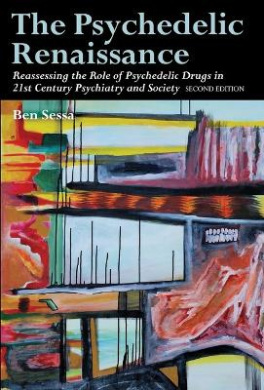 The Psychedelic
Renaissance
Reassessing the Role of Psychedelic Drugs in
21st Century Psychiatry and Society SECOND EDITION
Ben Sessa